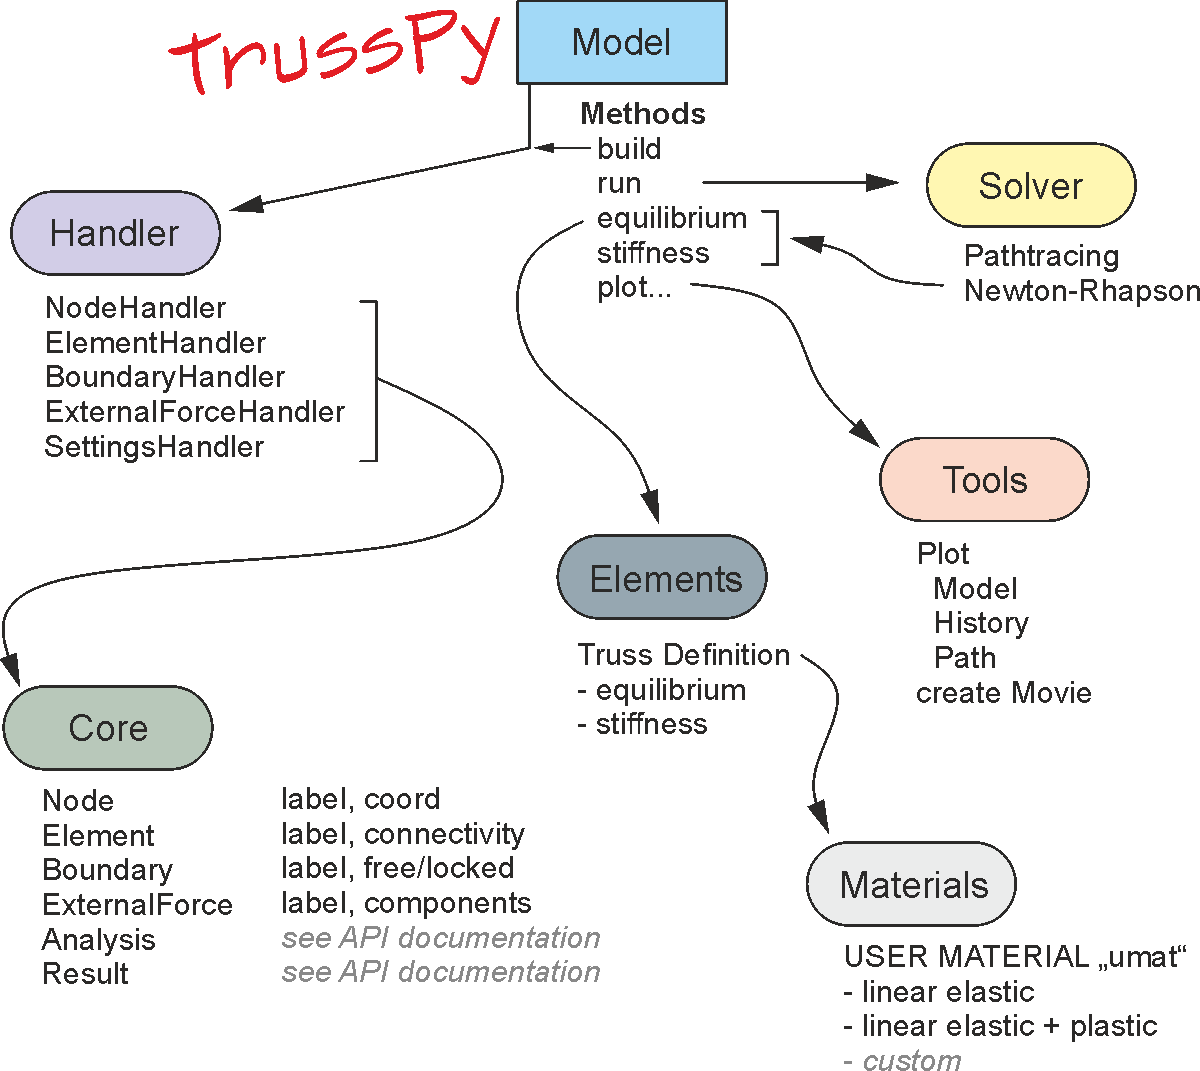 TrussPy
Model
Methods
build
run
equilibrium
stiffness
plot...
Solver
Pathtracing
Newton-Rhapson
Handler
NodeHandler
ElementHandler
BoundaryHandler
ExternalForceHandler
SettingsHandler
Tools
Plot
Model
History
Path
create Movie
Elements
Truss Definition
- equilibrium
- stiffness
Core
Node label, coord
Element label, connectivity
Boundary label, free/locked
ExternalForce label, components
Analysis see API documentation
Result see API documentation
Materials
USER MATERIAL „umat“
- linear elastic
- linear elastic + plastic
- custom